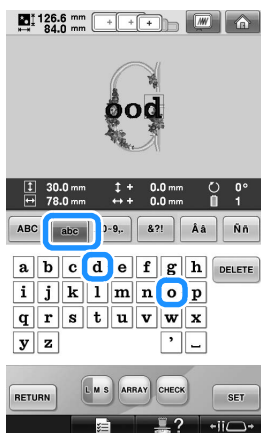 126.6 mm
84.0 mm
C
ood
30.0 mm + 0.0 mm 0°
78.0 mm + 0.0 mm 1
ABC abc 0~9,. &?! Ââ Ññ
a b c d e f g h DELETE
i j k l m n o p
q r s t u v w x
y z ' _
RETURN L M S ARRAY CHECK SET
?